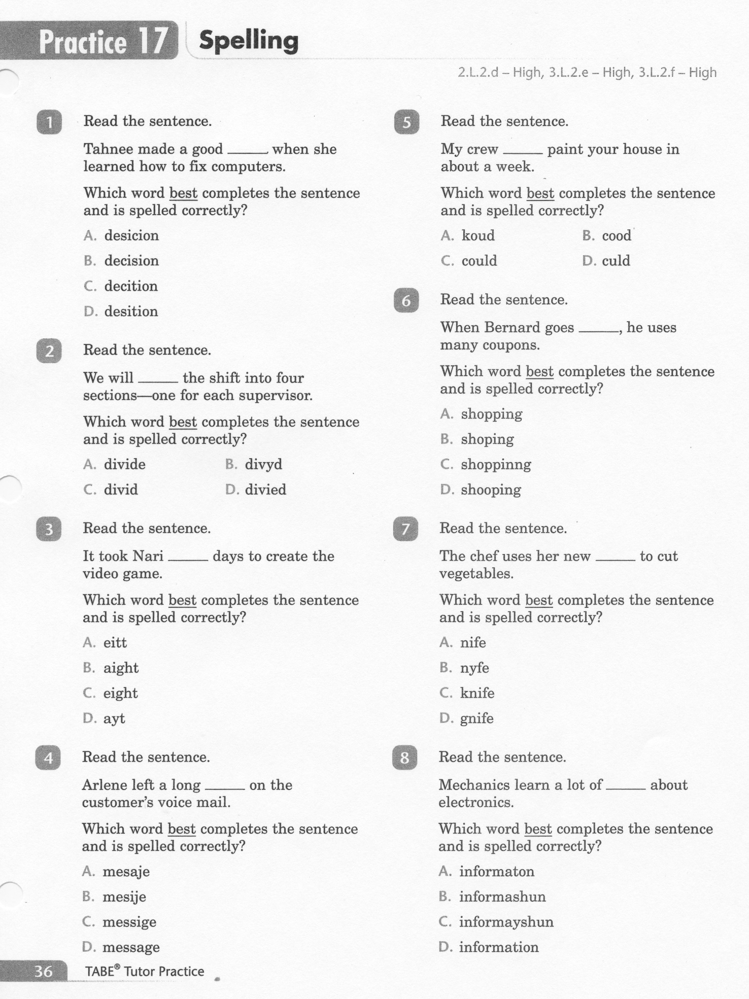 Practice 17 Spelling
2.L.2.d – High, 3.L.2.e – High, 3.L.2.f – High
1 Read the sentence.
Tahnee made a good _____ when she
learned how to fix computers.
Which word best completes the sentence
and is spelled correctly?
A. desicion
B. decision
C. decition
D. desition
2 Read the sentence.
We will _____ the shift into four
sections—one for each supervisor.
Which word best completes the sentence
and is spelled correctly?
A. divide B. divyd
C. divid D. divied
3 Read the sentence.
It took Nari _____ days to create the
video game.
Which word best completes the sentence
and is spelled correctly?
A. eitt
B. aight
C. eight
D. ayt
4 Read the sentence.
Arlene left a long _____ on the
customer's voice mail.
Which word best completes the sentence
and is spelled correctly?
A. mesaje
B. mesije
C. messige
D. message
5 Read the sentence.
My crew _____ paint your house in
about a week.
Which word best completes the sentence
and is spelled correctly?
A. koud B. cood
C. could D. culd
6 Read the sentence.
When Bernard goes _____, he uses
many coupons.
Which word best completes the sentence
and is spelled correctly?
A. shopping
B. shoping
C. shoppinng
D. shooping
7 Read the sentence.
The chef uses her new _____ to cut
vegetables.
Which word best completes the sentence
and is spelled correctly?
A. nife
B. nyfe
C. knife
D. gnife
8 Read the sentence.
Mechanics learn a lot of _____ about
electronics.
Which word best completes the sentence
and is spelled correctly?
A. informaton
B. informashun
C. informayshun
D. information
36 TABE® Tutor Practice